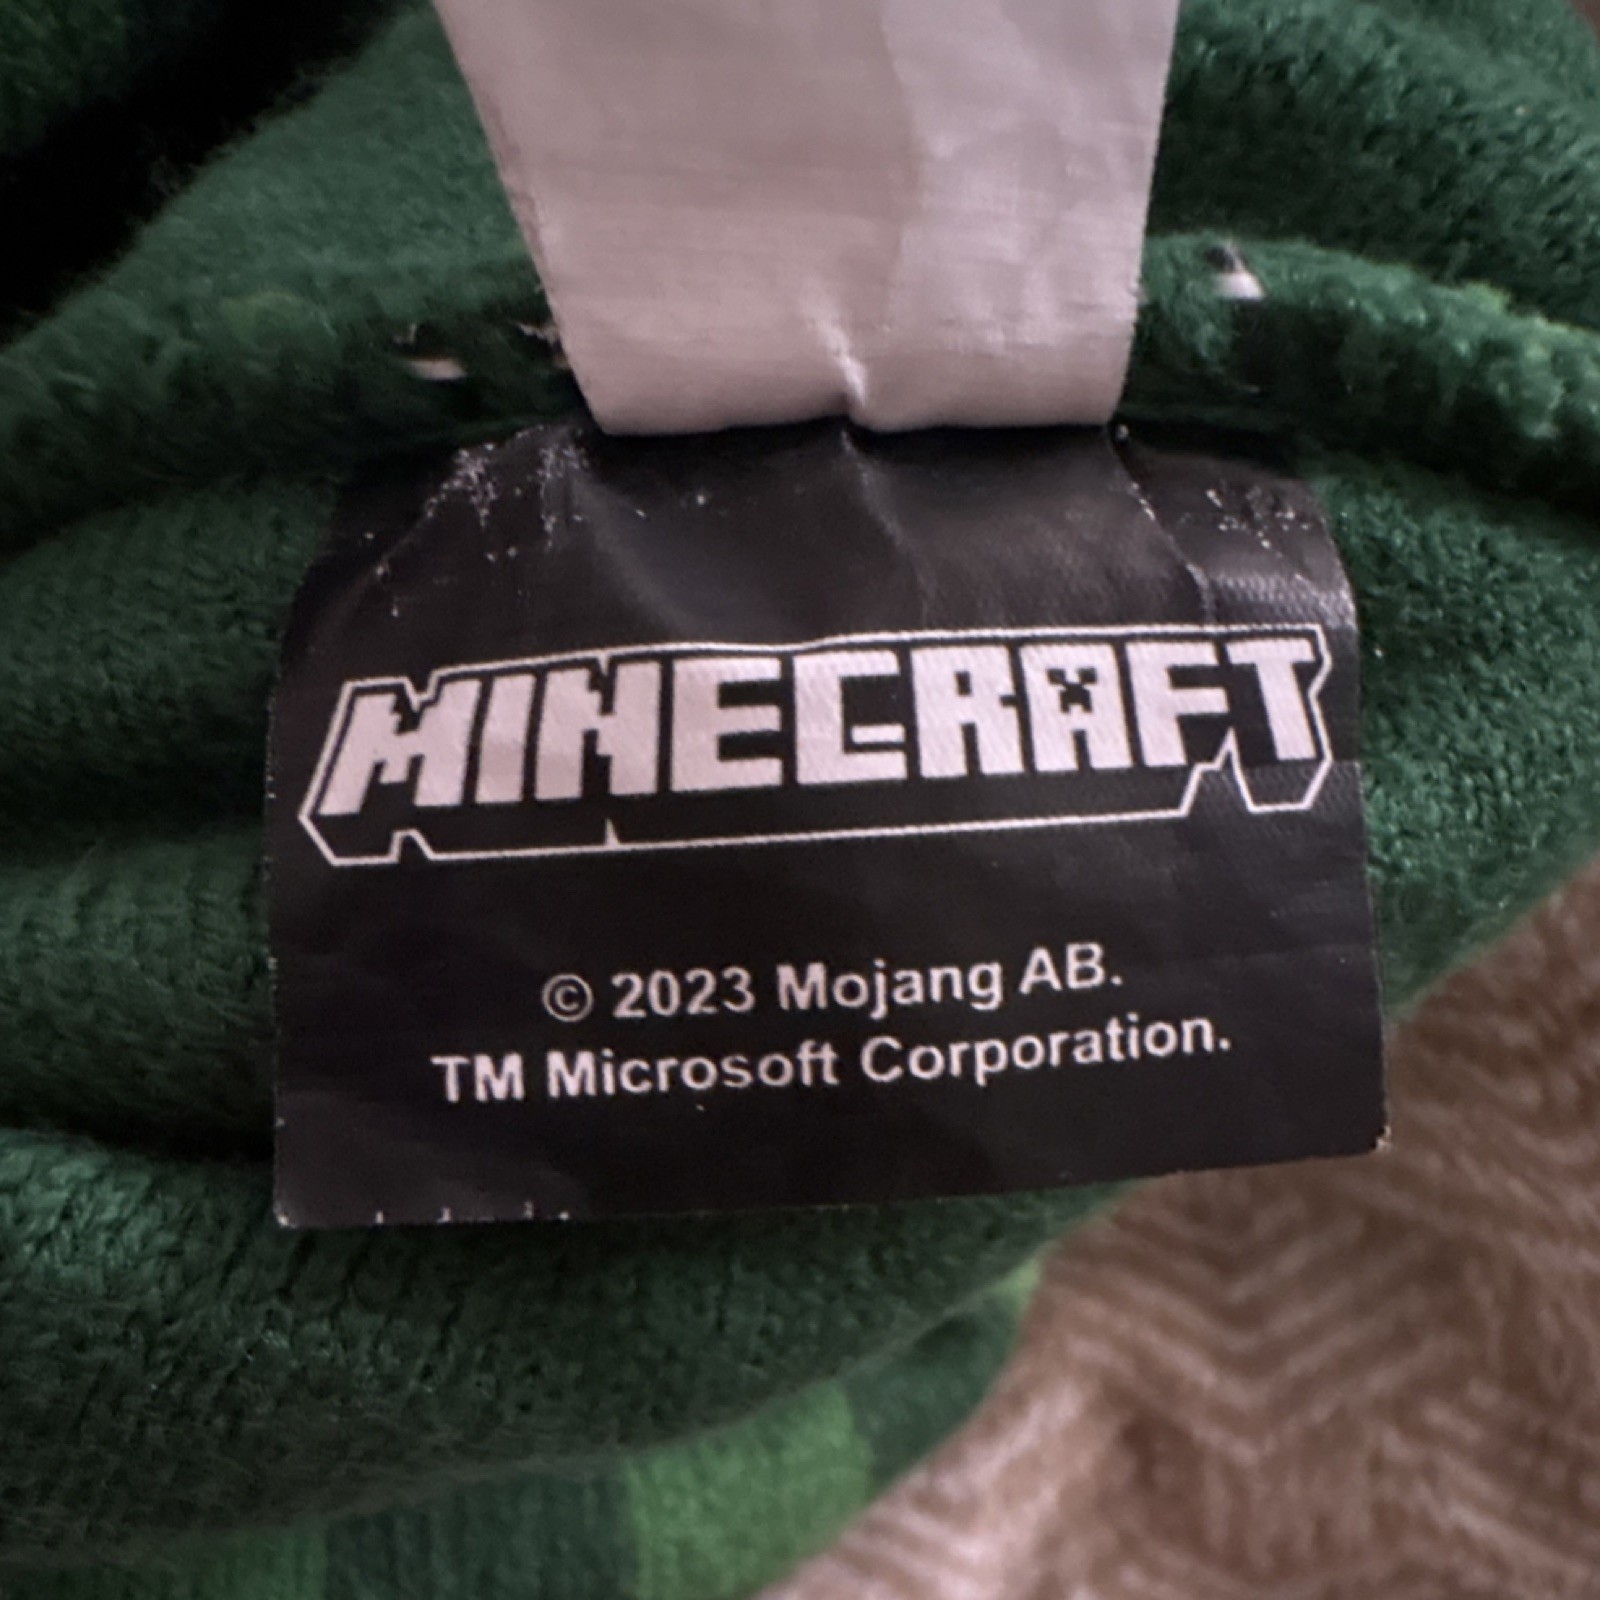 MINECRAFT
© 2023 Mojang AB.
TM Microsoft Corporation.